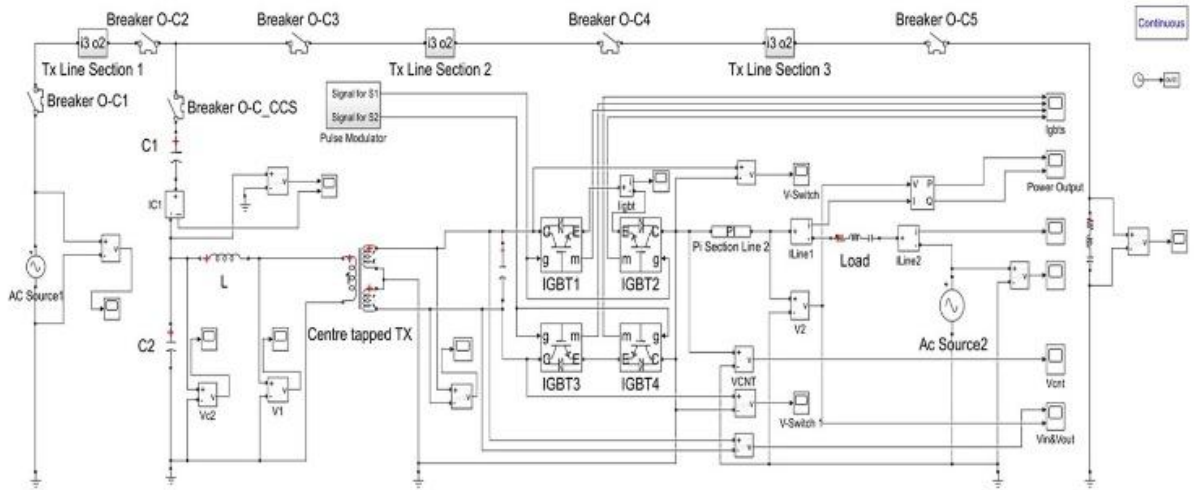 Breaker O-C2
Breaker O-C3
Breaker O-C4
Breaker O-C5
Continuous
i3 o2
i3 o2
i3 o2
Tx Line Section 1
Tx Line Section 2
Tx Line Section 3
Breaker O-C1
Breaker O-C_CCS
Signal for S1
Signal for S2
Pulse Modulator
Igbts
C1
IC1
V-Switch
Igbt
V P
I Q
Power Output
C E
g m
E C
m g
IGBT1
IGBT2
PI
Pi Section Line 2
ILine1
Load
ILine2
AC Source1
L
Centre tapped TX
V2
Ac Source2
C2
g m
C E
m g
E C
IGBT3
IGBT4
VCNT
Vcnt
Vc2
V1
V-Switch 1
Vin&Vout